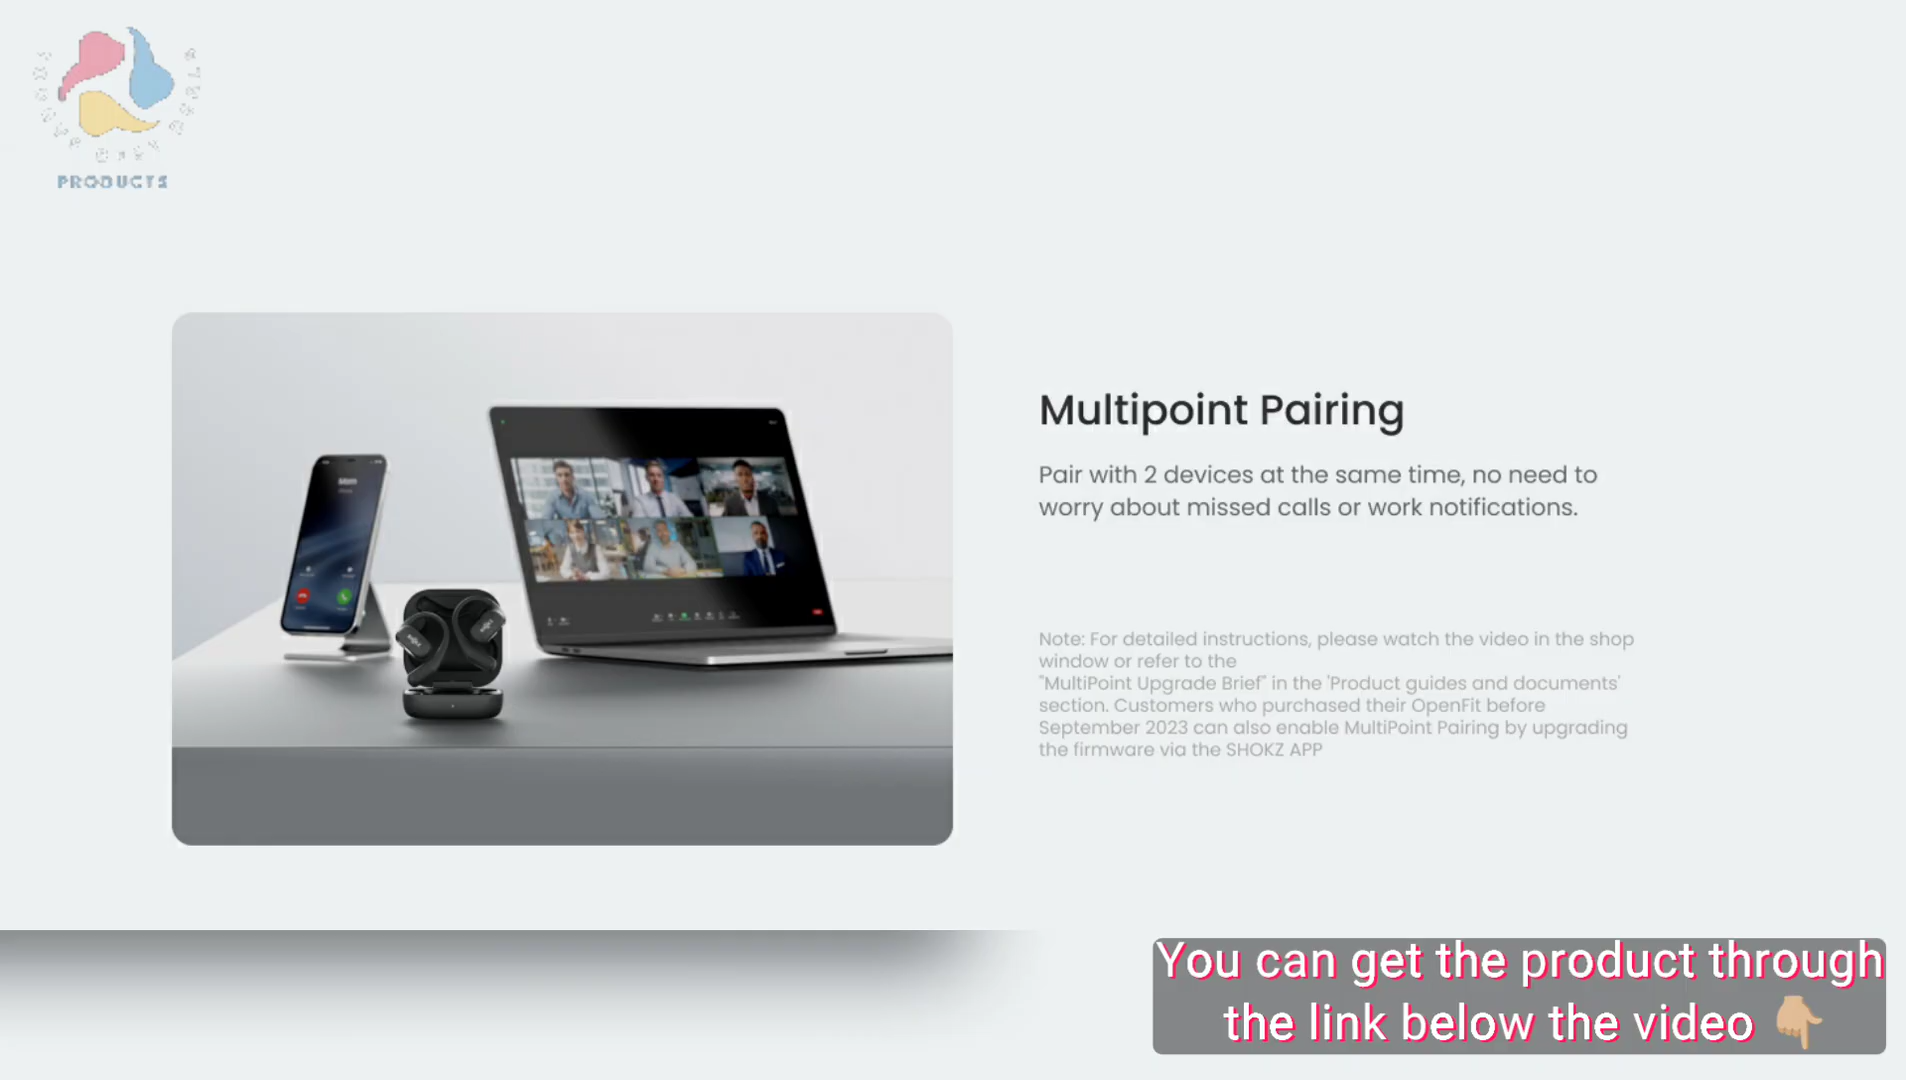 PRODUCTS
Mom
SHOKZ
SHOKZ
Multipoint Pairing
Pair with 2 devices at the same time, no need to
worry about missed calls or work notifications.
Note: For detailed instructions, please watch the video in the shop
window or refer to the
"MultiPoint Upgrade Brief" in the 'Product guides and documents'
section. Customers who purchased their OpenFit before
September 2023 can also enable MultiPoint Pairing by upgrading
the firmware via the SHOKZ APP
You can get the product through
the link below the video 👇🏼